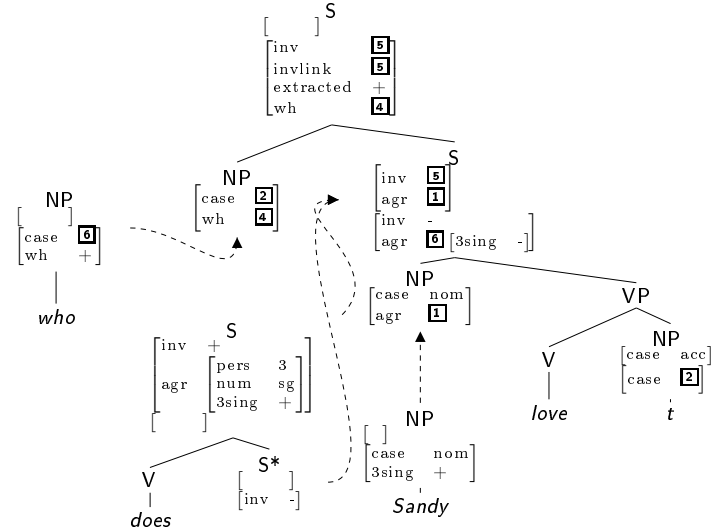 S
[ ]
[inv 5
invlink 5
extracted +
wh 4]
NP
[case 2
wh 4]
S
[inv 5
agr 1]
[inv -
agr 6 [3sing -]]
NP
[ ]
[case 6
wh +]
who
NP
[case nom
agr 1]
VP
S
[inv +
agr [pers 3
num sg
3sing +]]
[ ]
V
NP
[case acc]
[case 2]
love
t
NP
[ ]
[case nom
3sing +]
Sandy
V
S*
[ ]
[inv -]
does